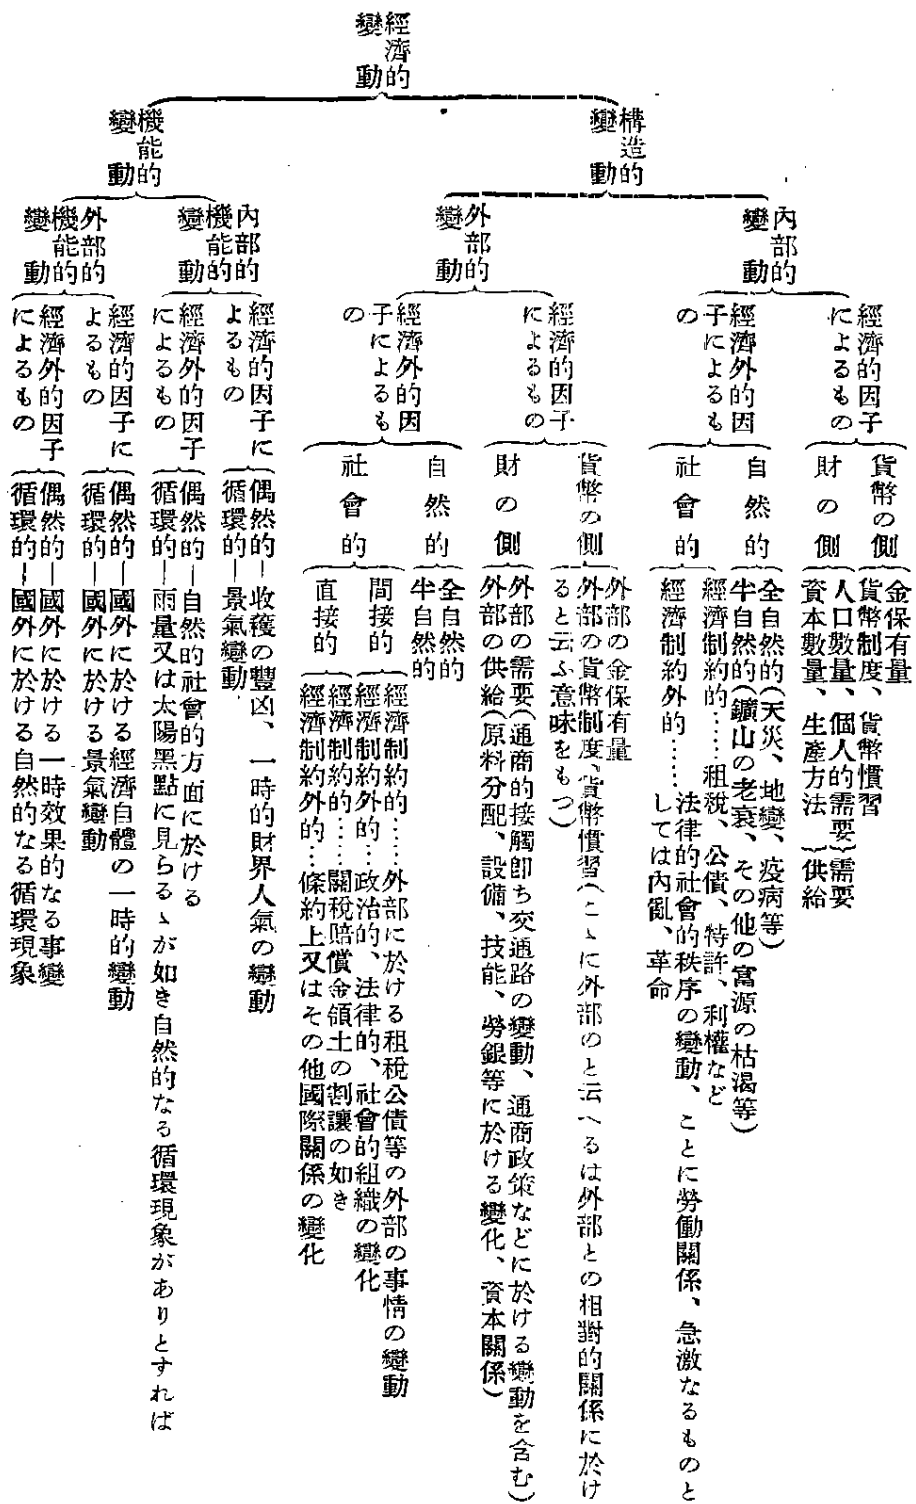 經濟的
變動
構造的
變動
內部的
變動
經濟的因子
によるもの
貨幣の側
金保有量
貨幣制度、貨幣慣習
財の側
人口數量、個人的需要}需要
資本數量、生產方法}供給
經濟外的因
子によるも
の
自然的
全自然的(天災、地變、疫病等)
半自然的(鑛山の老衰、その他の富源の枯渴等)
社會的
經濟制約的……租稅、公債、特許、利權など
經濟制約外的……法律的社會的秩序の變動、ことに勞働關係、急激なるものと
しては內亂、革命
外部的
變動
經濟的因子
によるもの
貨幣の側
外部の金保有量
外部の貨幣制度、貨幣慣習(こゝに外部のと云へるは外部との相對的關係に於け
ると云ふ意味をもつ)
財の側
外部の需要(通商的接觸卽ち交通路の變動、通商政策などに於ける變動を含む)
外部の供給(原料分配、設備、技能、勞銀等に於ける變化、資本關係)
經濟外的因
子によるも
の
自然的
全自然的
半自然的
社會的
間接的
經濟制約的……外部に於ける租稅公債等の外部の事情の變動
經濟制約外的…政治的、法律的、社會的組織の變化
直接的
經濟制約的……關稅賠償金領土の割讓の如き
經濟制約外的…條約上又はその他國際關係の變化
機能的
變動
內部的
機能的
變動
經濟的因子に
よるもの
偶然的―收穫の豐凶、一時的財界人氣の變動
循環的―景氣變動
經濟外的因子
によるもの
偶然的―自然的社會的方面に於ける
循環的―雨量又は太陽黑點に見らるゝが如き自然的なる循環現象がありとすれば
外部的
機能的
變動
經濟的因子に
よるもの
偶然的―國外に於ける經濟自體の一時的變動
循環的―國外に於ける景氣變動
經濟外的因子
によるもの
偶然的―國外に於ける一時效果的なる事變
循環的―國外に於ける自然的なる循環現象